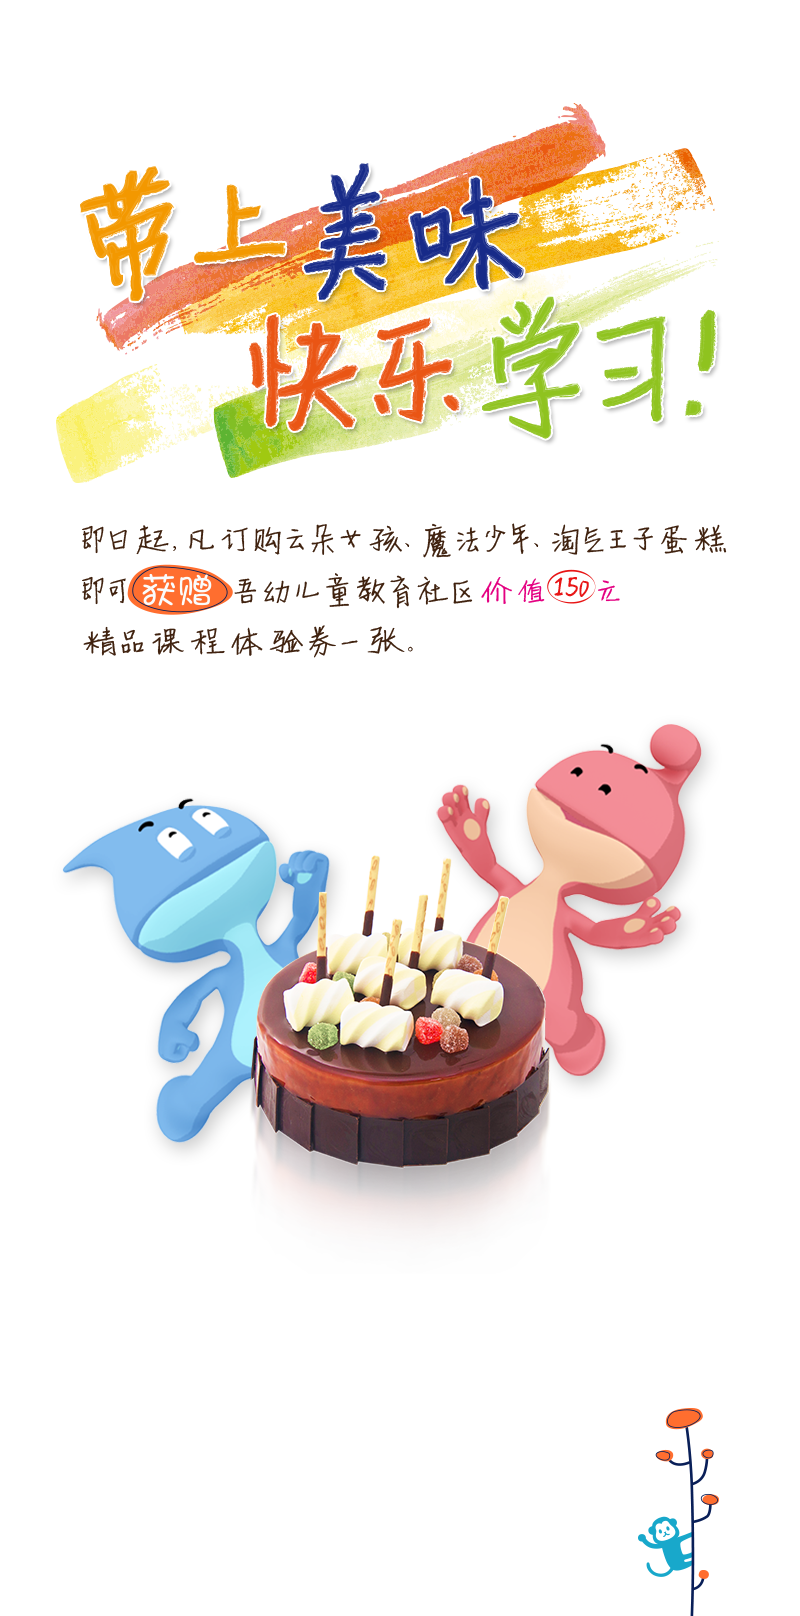 带上美味
快乐学习!
即日起,凡订购云朵女孩、魔法少年、淘气王子蛋糕
即可获赠吾幼儿童教育社区价值150元
精品课程体验券一张。